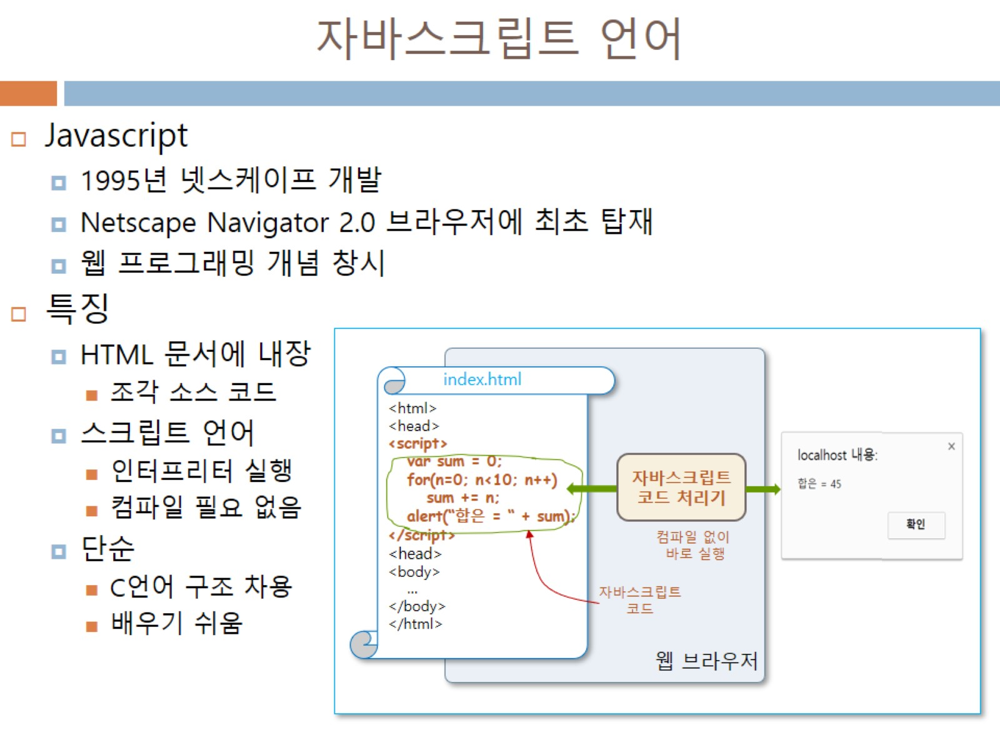 자바스크립트 언어
Javascript
1995년 넷스케이프 개발
Netscape Navigator 2.0 브라우저에 최초 탑재
웹 프로그래밍 개념 창시
특징
HTML 문서에 내장
조각 소스 코드
스크립트 언어
인터프리터 실행
컴파일 필요 없음
단순
C언어 구조 차용
배우기 쉬움
index.html
<html>
<head>
<script>
var sum = 0;
for(n=0; n<10; n++)
sum += n;
alert("합은 = " + sum);
</script>
<head>
<body>
...
</body>
</html>
자바스크립트
코드 처리기
컴파일 없이
바로 실행
자바스크립트
코드
웹 브라우저
localhost 내용:
×
합은 = 45
확인